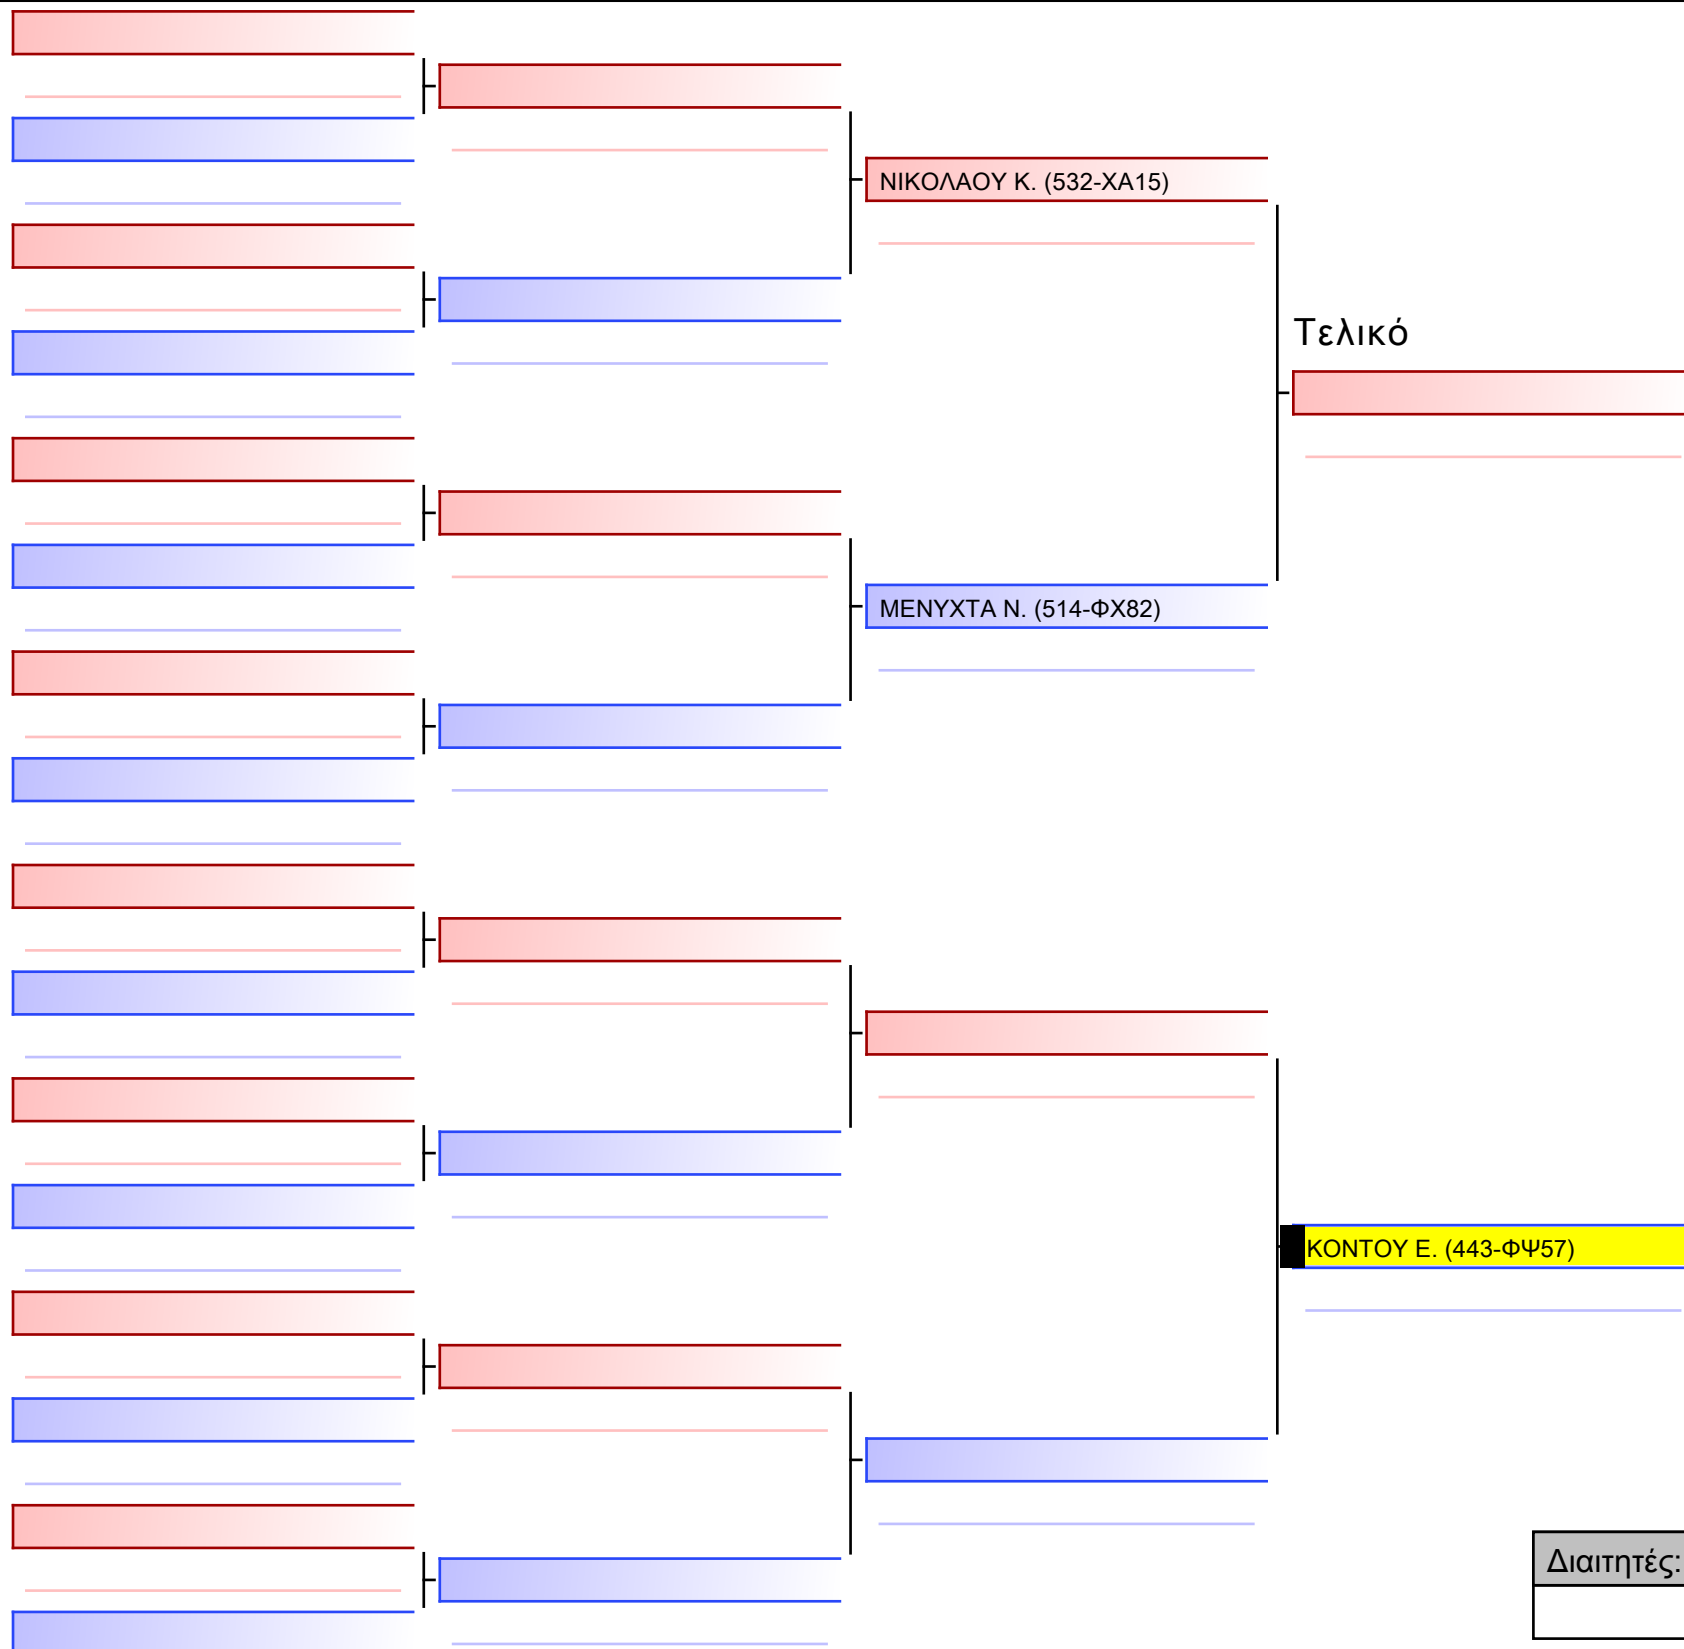 ΝΙΚΟΛΑΟΥ Κ. (532-ΧΑ15)
Τελικό
ΜΕΝΥΧΤΑ Ν. (514-ΦΧ82)
ΚΟΝΤΟΥ Ε. (443-ΦΨ57)
Διαιτητές: